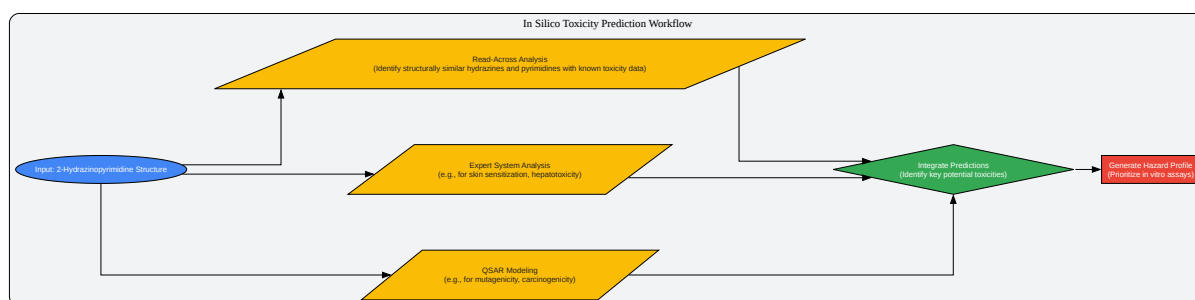 In Silico Toxicity Prediction Workflow
Read-Across Analysis
(Identify structurally similar hydrazines and pyrimidines with known toxicity data)
Input: 2-Hydrazinopyrimidine Structure
Expert System Analysis
(e.g., for skin sensitization, hepatotoxicity)
Integrate Predictions
(Identify key potential toxicities)
Generate Hazard Profile
(Prioritize in vitro assays)
QSAR Modeling
(e.g., for mutagenicity, carcinogenicity)